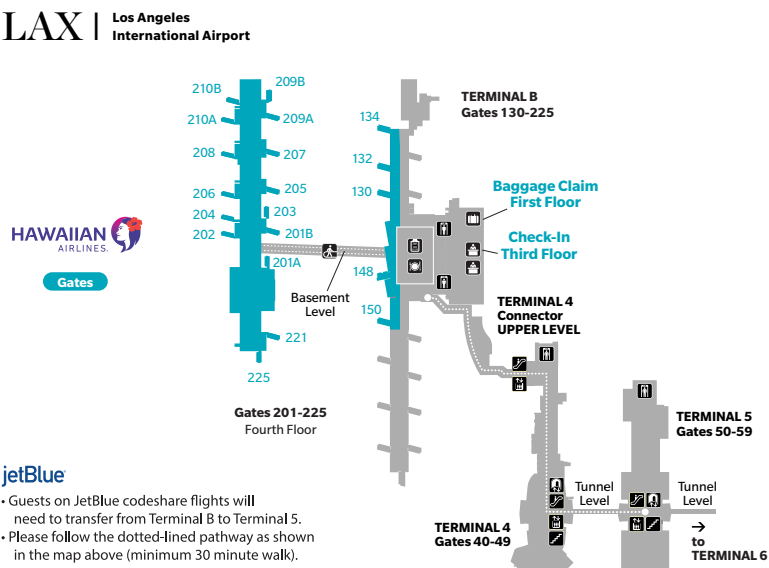 LAX | Los Angeles
International Airport
210B
209B
210A
209A
134
TERMINAL B
Gates 130-225
208
207
132
206
205
130
Baggage Claim
First Floor
204
203
202
201B
Check-In
Third Floor
HAWAIIAN
AIRLINES.
Gates
201A
148
Basement
Level
150
TERMINAL 4
Connector
UPPER LEVEL
221
225
Gates 201-225
Fourth Floor
TERMINAL 5
Gates 50-59
jetBlue
• Guests on JetBlue codeshare flights will
need to transfer from Terminal B to Terminal 5.
• Please follow the dotted-lined pathway as shown
in the map above (minimum 30 minute walk).
Tunnel
Level
Tunnel
Level
TERMINAL 4
Gates 40-49
→
to
TERMINAL 6